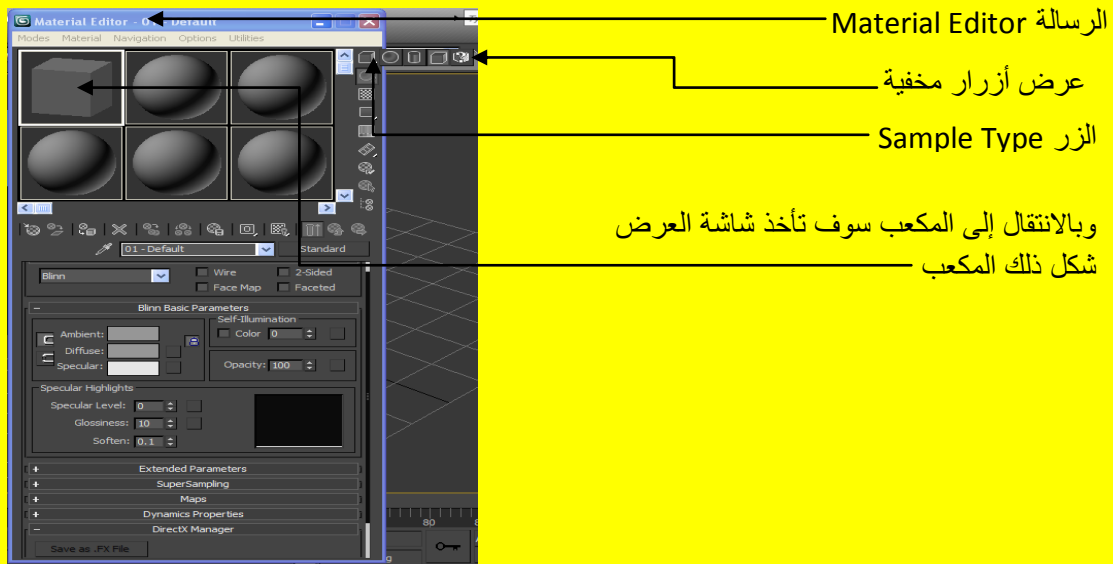 Material Editor - 01 - Default
Modes Material Navigation Options Utilities
01 - Default
Standard
Blinn
Wire
2-Sided
Face Map
Faceted
Blinn Basic Parameters
Self-Illumination
Ambient:
Color 0
Diffuse:
Specular:
Opacity: 100
Specular Highlights
Specular Level: 0
Glossiness: 10
Soften: 0.1
Extended Parameters
SuperSampling
Maps
Dynamics Properties
DirectX Manager
Save as .FX File
80
الرسالة Material Editor
عرض أزرار مخفية
الزر Sample Type
وبالانتقال إلى المكعب سوف تأخذ شاشة العرض
شكل ذلك المكعب